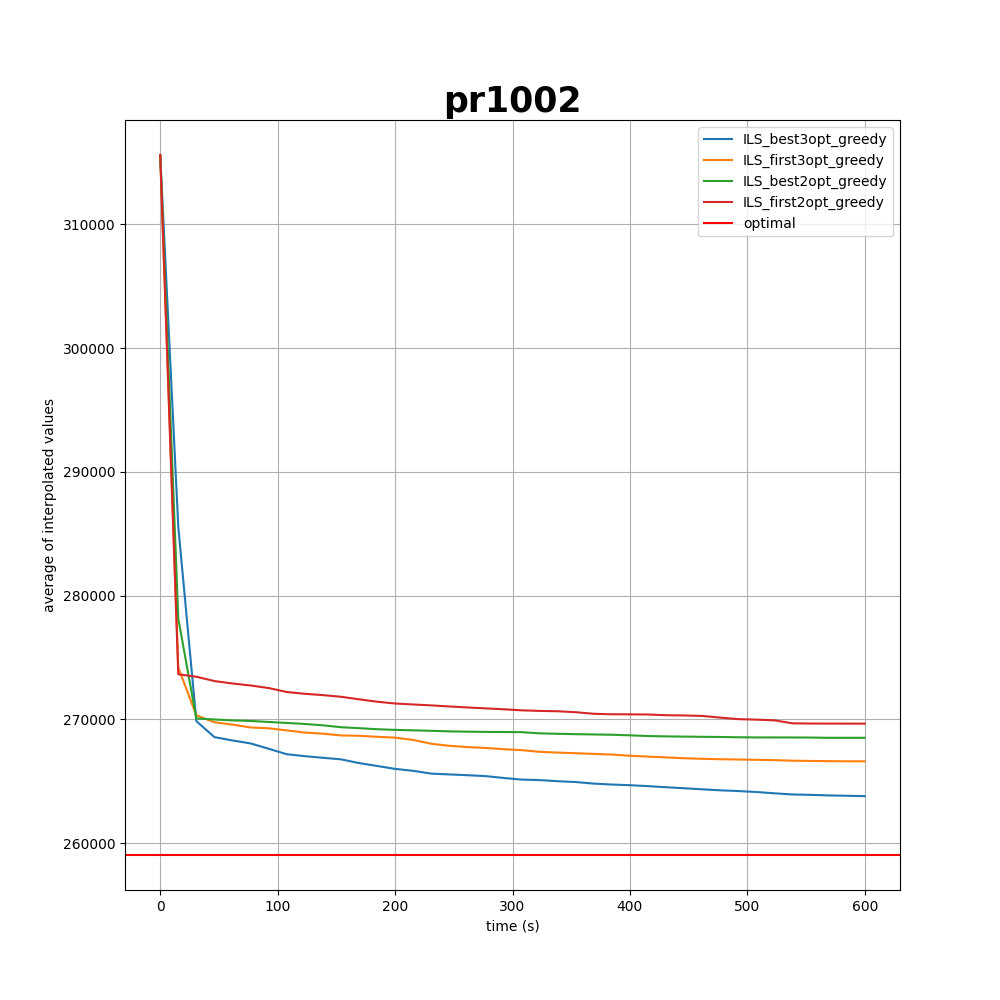 pr1002
ILS_best3opt_greedy
ILS_first3opt_greedy
ILS_best2opt_greedy
ILS_first2opt_greedy
optimal
average of interpolated values
310000
300000
290000
280000
270000
260000
0 100 200 300 400 500 600
time (s)